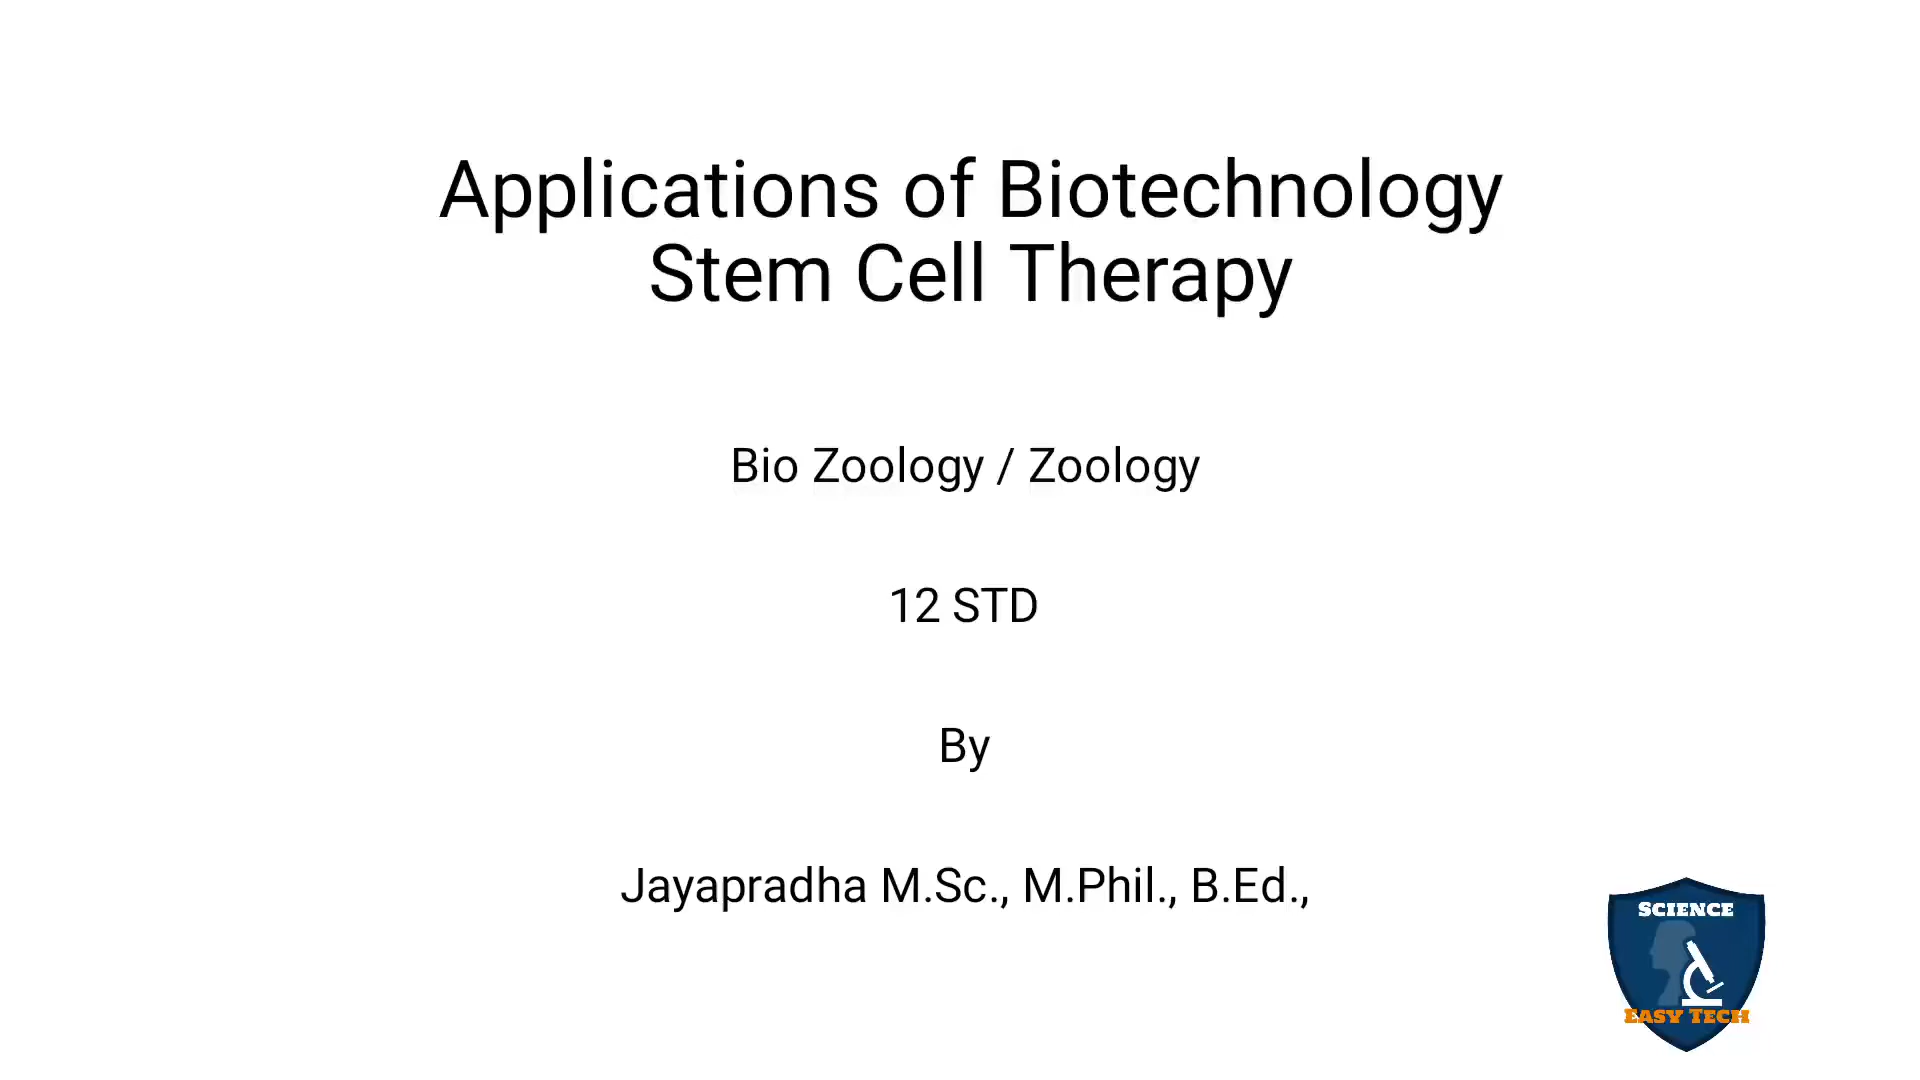 Applications of Biotechnology
Stem Cell Therapy
Bio Zoology / Zoology
12 STD
By
Jayapradha M.Sc., M.Phil., B.Ed.,
SCIENCE
EASY TECH